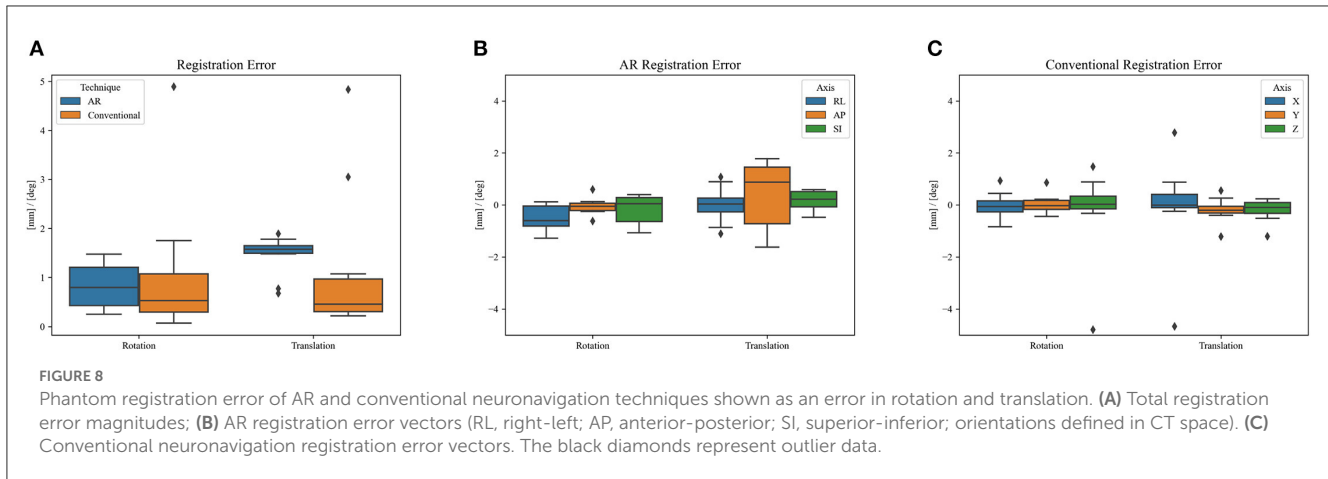 A
Registration Error
Technique
AR
Conventional
5
4
3
2
1
0
[mm] / [deg]
Rotation
Translation
B
AR Registration Error
Axis
RL
AP
SI
4
2
0
−2
−4
[mm] / [deg]
Rotation
Translation
C
Conventional Registration Error
Axis
X
Y
Z
4
2
0
−2
−4
[mm] / [deg]
Rotation
Translation
FIGURE 8
Phantom registration error of AR and conventional neuronavigation techniques shown as an error in rotation and translation. (A) Total registration
error magnitudes; (B) AR registration error vectors (RL, right-left; AP, anterior-posterior; SI, superior-inferior; orientations defined in CT space). (C)
Conventional neuronavigation registration error vectors. The black diamonds represent outlier data.